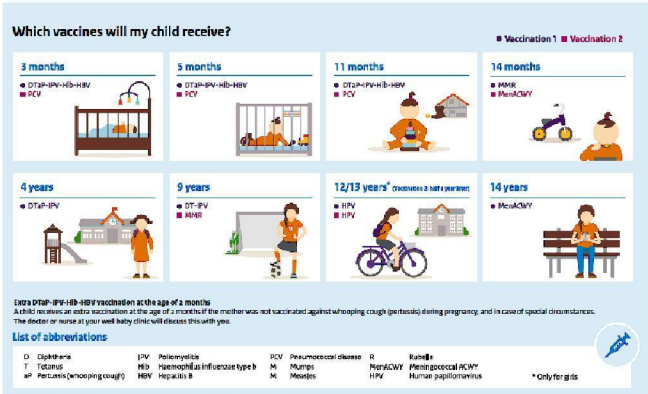 Which vaccines will my child receive?
Vaccination 1 Vaccination 2
3 months
DTaP-IPV-Hib-HBV
PCV
5 months
DTaP-IPV-Hib-HBV
PCV
11 months
DTaP-IPV-Hib-HBV
PCV
14 months
MMR
MenACWY
4 years
DTaP-IPV
9 years
DT-IPV
MMR
12/13 years* (Vaccination 2: half a year later)
HPV
HPV
14 years
MenACWY
Extra DTaP-IPV-Hib-HBV vaccination at the age of 2 months
A child receives an extra vaccination at the age of 2 months if the mother was not vaccinated against whooping cough (pertussis) during pregnancy, and in case of special circumstances.
The doctor or nurse at your well baby clinic will discuss this with you.
List of abbreviations
D Diphtheria IPV Poliomyelitis PCV Pneumococcal disease R Rubella
T Tetanus Hib Haemophilus influenzae type b M Mumps MenACWY Meningococcal ACWY
aP Pertussis (whooping cough) HBV Hepatitis B M Measles HPV Human papillomavirus * Only for girls